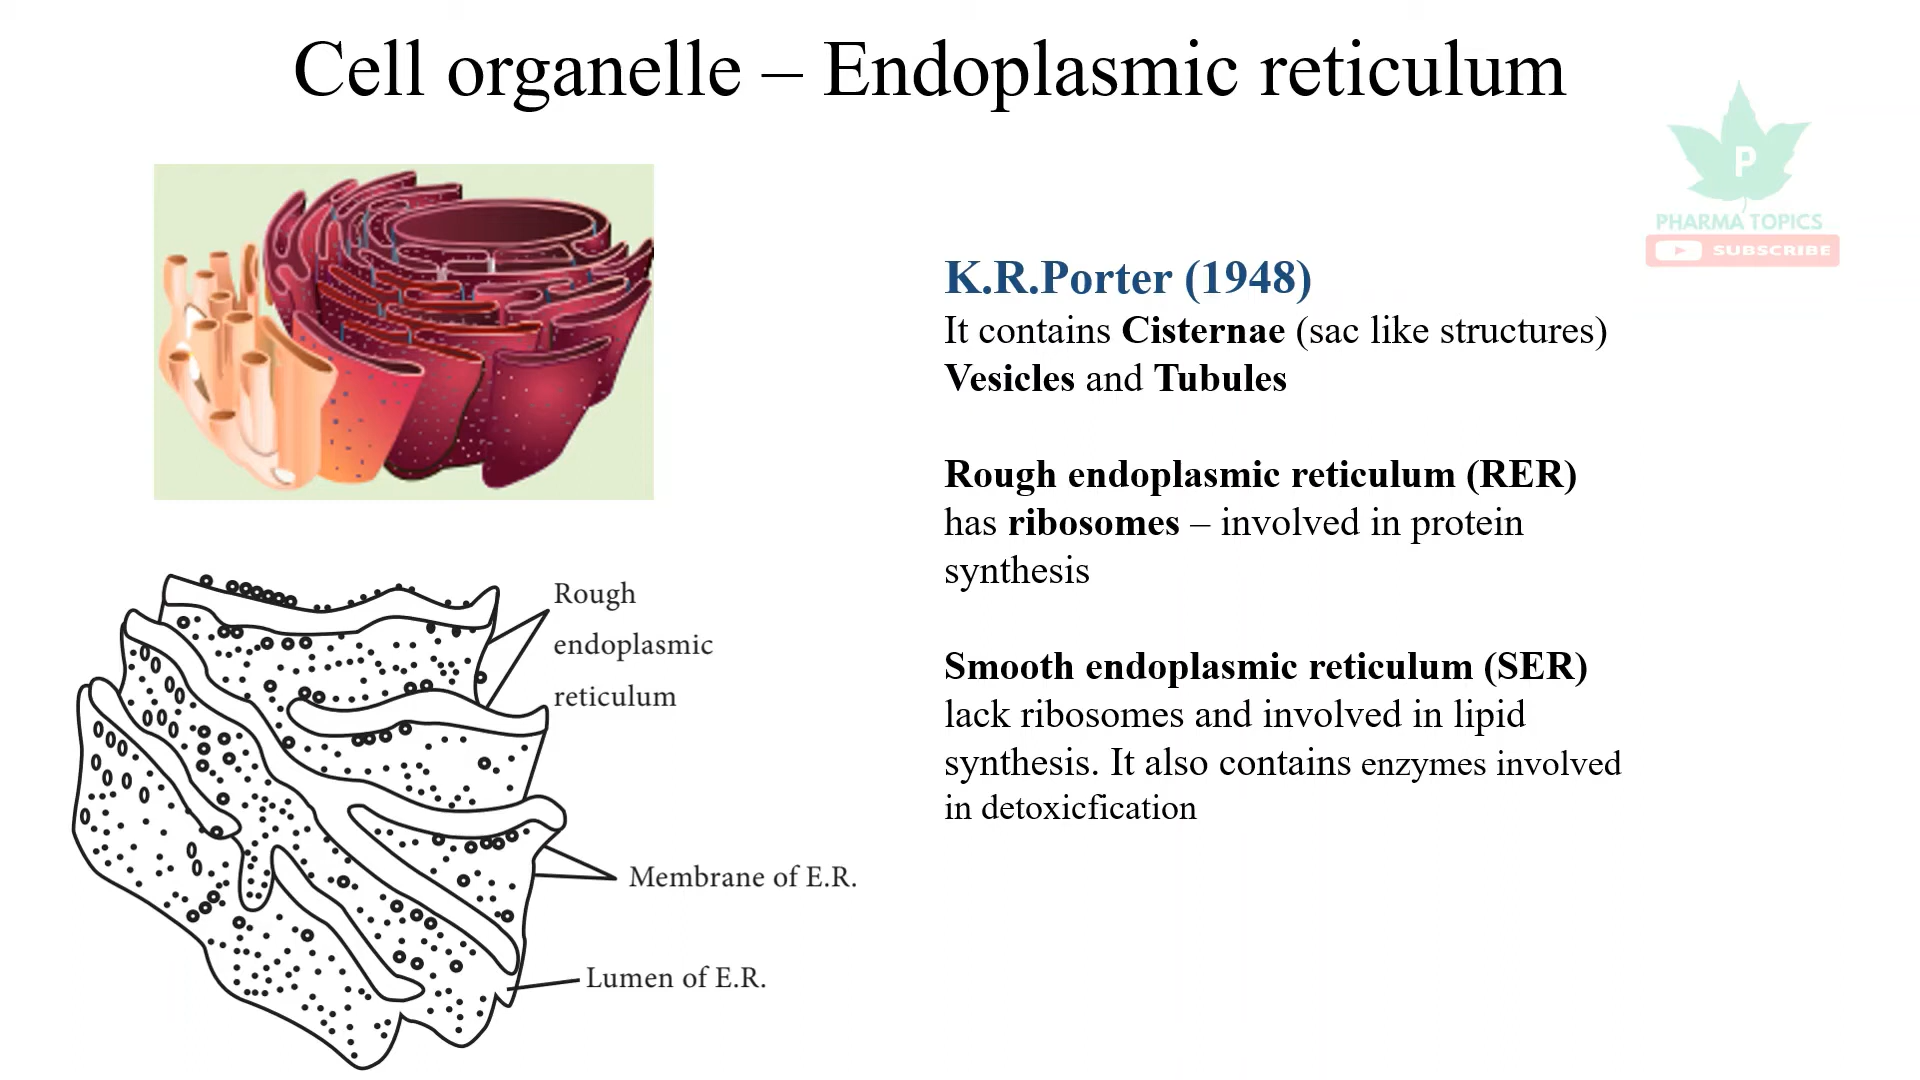 Cell organelle – Endoplasmic reticulum
P
PHARMA TOPICS
SUBSCRIBE
K.R.Porter (1948)
It contains Cisternae (sac like structures)
Vesicles and Tubules
Rough endoplasmic reticulum (RER)
has ribosomes – involved in protein
synthesis
Smooth endoplasmic reticulum (SER)
lack ribosomes and involved in lipid
synthesis. It also contains enzymes involved
in detoxicfication
Rough
endoplasmic
reticulum
Membrane of E.R.
Lumen of E.R.